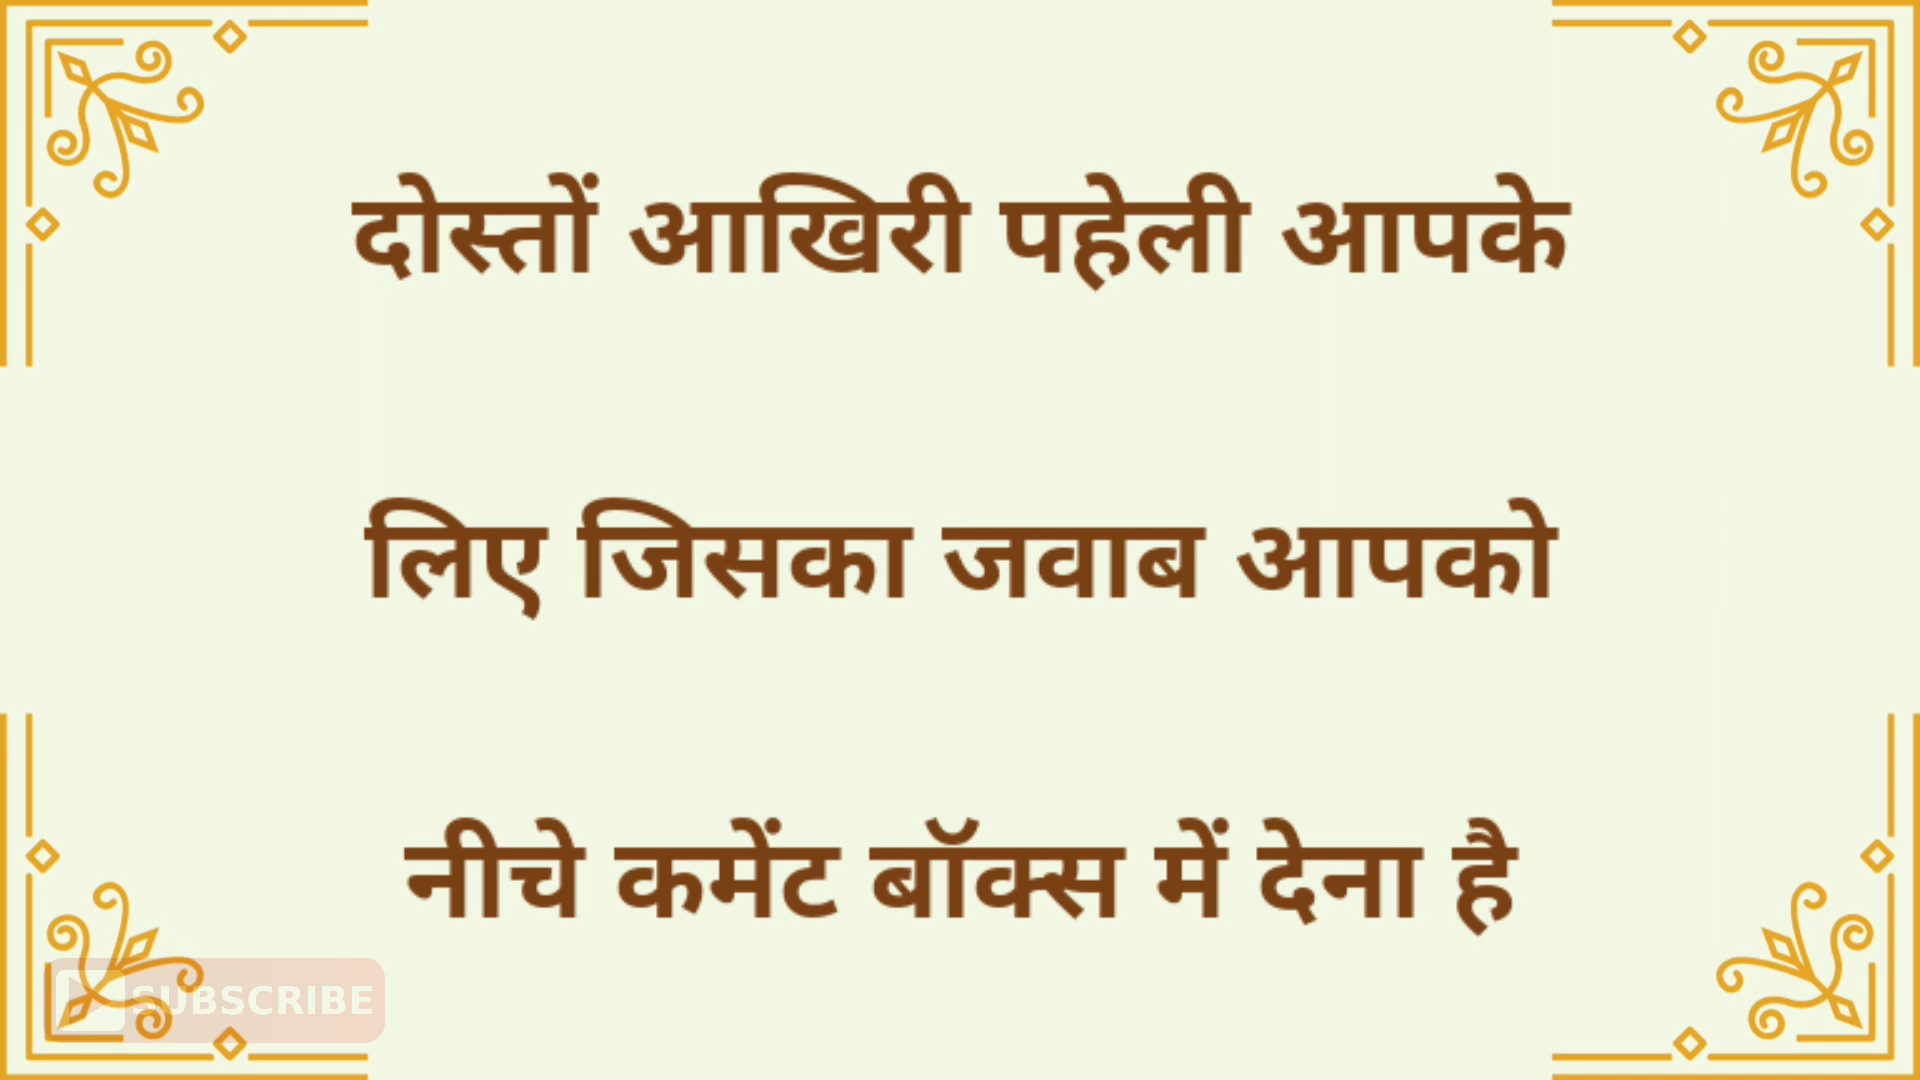 दोस्तों आखिरी पहेली आपके
लिए जिसका जवाब आपको
नीचे कमेंट बॉक्स में देना है
SUBSCRIBE